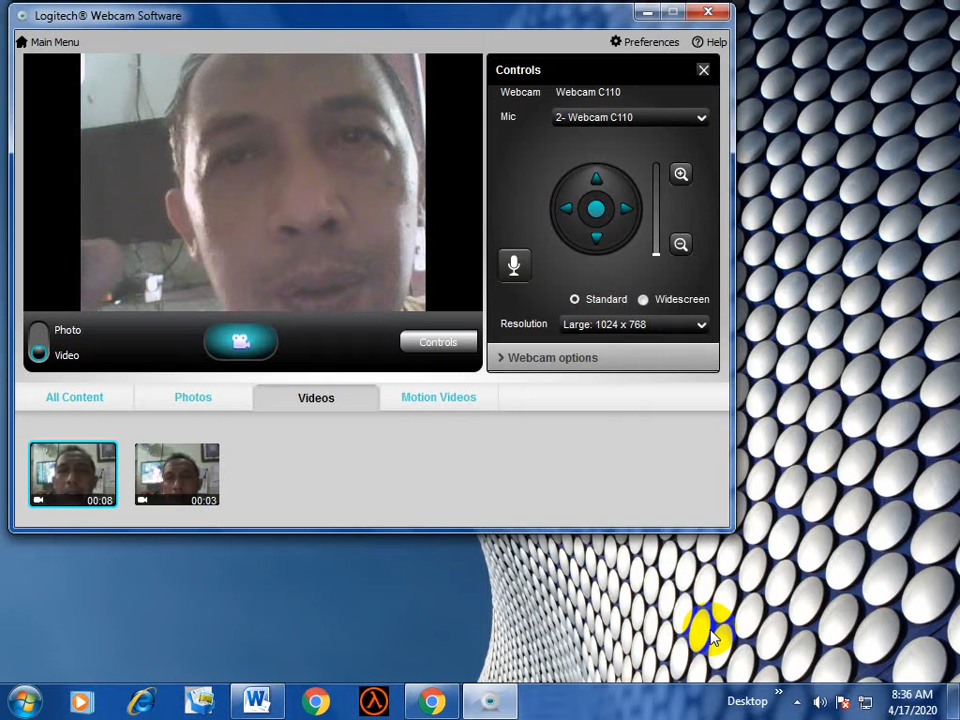 Logitech® Webcam Software
Main Menu
Preferences
Help
Controls
Webcam Webcam C110
Mic 2- Webcam C110
Standard Widescreen
Resolution Large: 1024 x 768
Webcam options
Photo
Video
Controls
All Content Photos Videos Motion Videos
00:08 00:03
Desktop
8:36 AM
4/17/2020